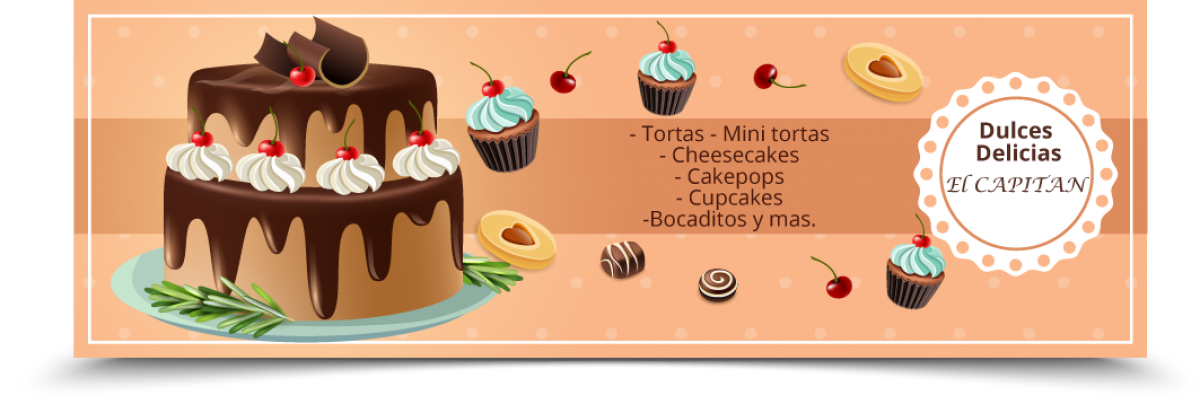 - Tortas - Mini tortas
- Cheesecakes
- Cakepops
- Cupcakes
-Bocaditos y mas.
Dulces
Delicias
El CAPITAN